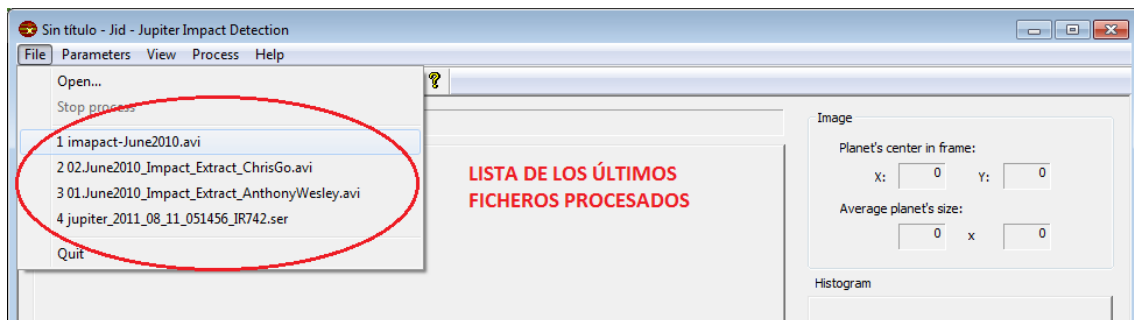 Sin título - Jid - Jupiter Impact Detection
File Parameters View Process Help
Open...
Stop process
1 imapact-June2010.avi
2 02.June2010_Impact_Extract_ChrisGo.avi
3 01.June2010_Impact_Extract_AnthonyWesley.avi
4 jupiter_2011_08_11_051456_IR742.ser
Quit
?
LISTA DE LOS ÚLTIMOS
FICHEROS PROCESADOS
Image
Planet's center in frame:
X: 0 Y: 0
Average planet's size:
0 x 0
Histogram